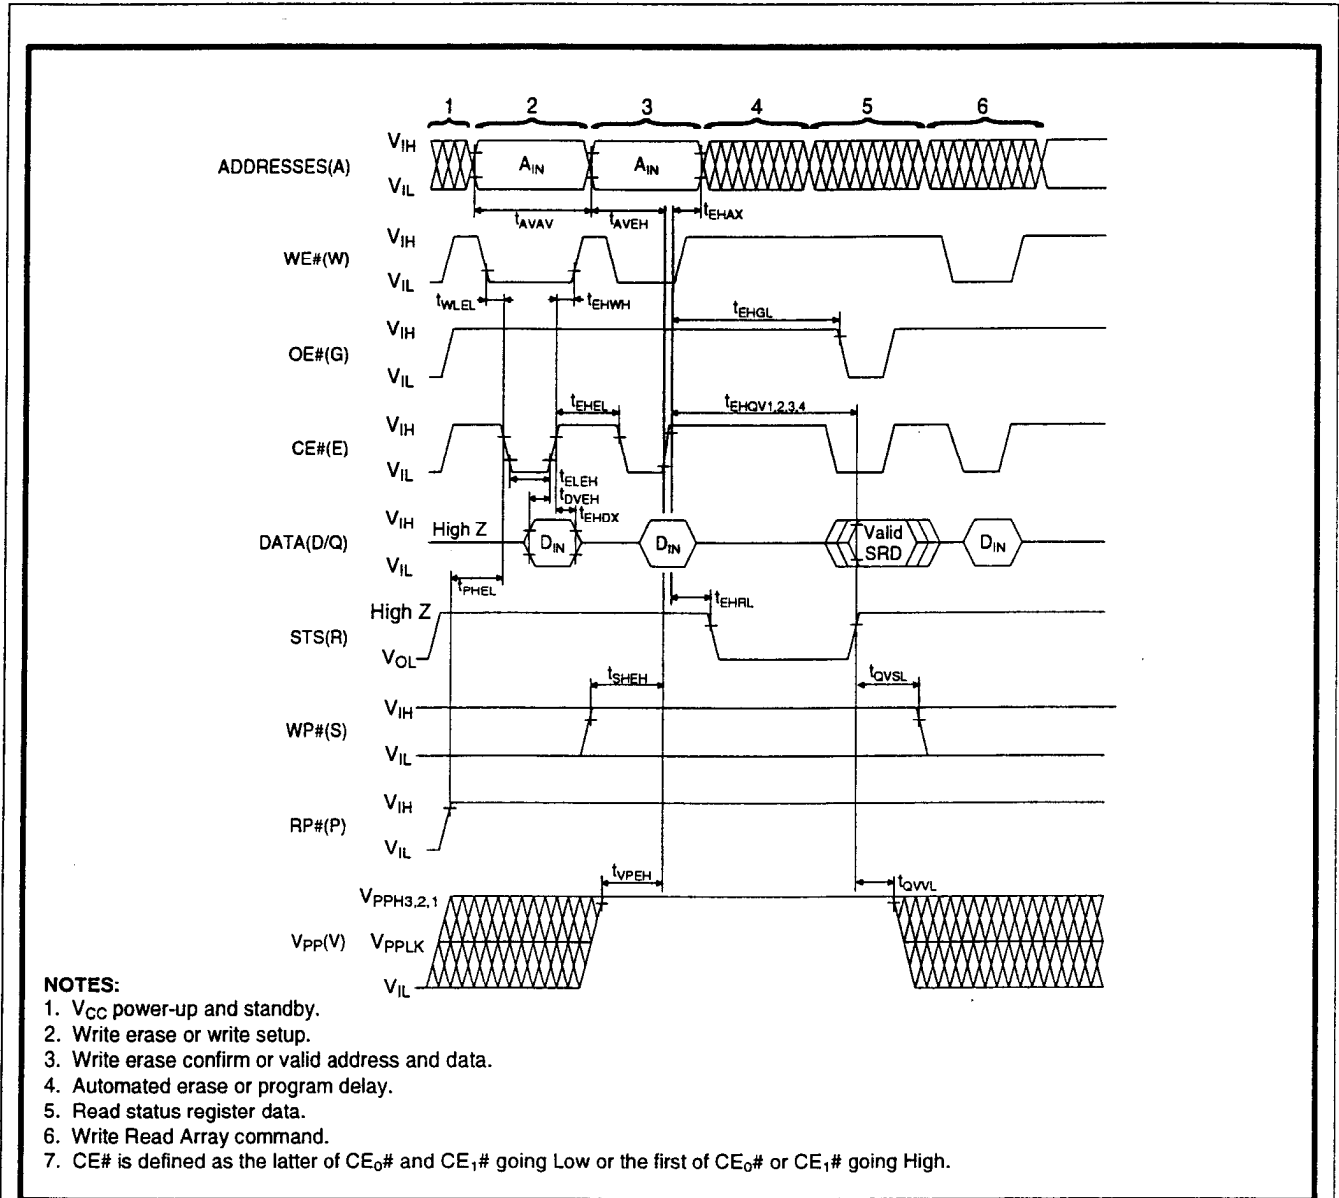 1 2 3 4 5 6
ADDRESSES(A) VIH VIL AIN AIN
tAVAV tAVEH tEHAX
WE#(W) VIH VIL
tWLEL tEHWH
OE#(G) VIH VIL
tEHGL
CE#(E) VIH VIL
tEHEL tEHQV1,2,3,4
tELEH
tDVEH
tEHDX
DATA(D/Q) VIH VIL High Z DIN DIN Valid SRD DIN
tPHEL
tEHRL
STS(R) High Z VOL
tSHEH tQVSL
WP#(S) VIH VIL
RP#(P) VIH VIL
tVPEH tQVVL
VPP(V) VPPH3,2,1 VPPLK VIL
NOTES:
1. VCC power-up and standby.
2. Write erase or write setup.
3. Write erase confirm or valid address and data.
4. Automated erase or program delay.
5. Read status register data.
6. Write Read Array command.
7. CE# is defined as the latter of CE0# and CE1# going Low or the first of CE0# or CE1# going High.